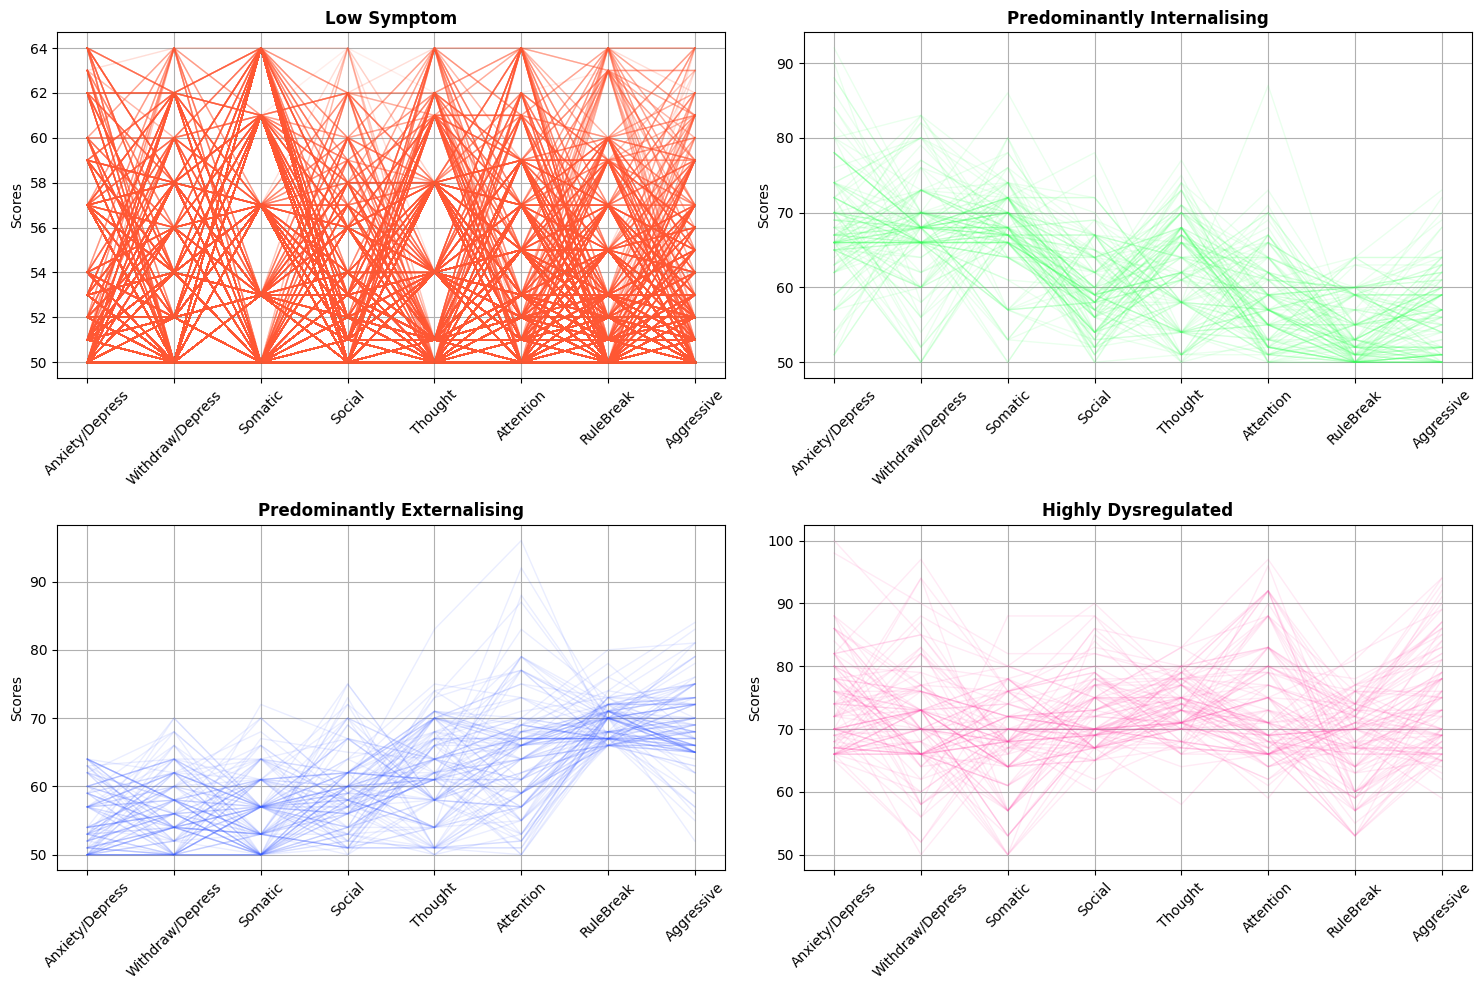 Low Symptom
Scores
64
62
60
58
56
54
52
50
Anxiety/Depress
Withdraw/Depress
Somatic
Social
Thought
Attention
RuleBreak
Aggressive
Predominantly Internalising
Scores
90
80
70
60
50
Anxiety/Depress
Withdraw/Depress
Somatic
Social
Thought
Attention
RuleBreak
Aggressive
Predominantly Externalising
Scores
90
80
70
60
50
Anxiety/Depress
Withdraw/Depress
Somatic
Social
Thought
Attention
RuleBreak
Aggressive
Highly Dysregulated
Scores
100
90
80
70
60
50
Anxiety/Depress
Withdraw/Depress
Somatic
Social
Thought
Attention
RuleBreak
Aggressive